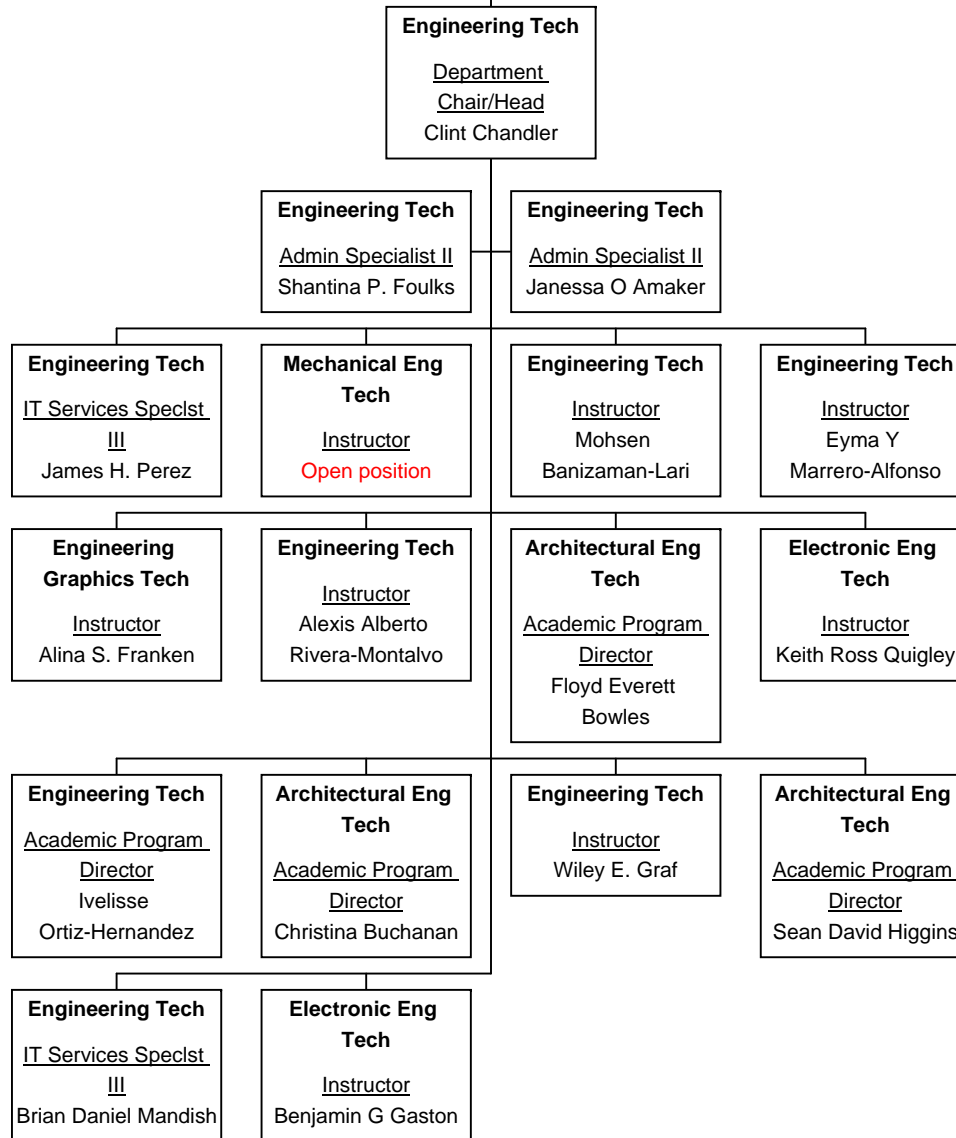 Engineering Tech
Department
Chair/Head
Clint Chandler
Engineering Tech
Admin Specialist II
Shantina P. Foulks
Engineering Tech
Admin Specialist II
Janessa O Amaker
Engineering Tech
IT Services Speclst
III
James H. Perez
Mechanical Eng
Tech
Instructor
Open position
Engineering Tech
Instructor
Mohsen
Banizaman-Lari
Engineering Tech
Instructor
Eyma Y
Marrero-Alfonso
Engineering
Graphics Tech
Instructor
Alina S. Franken
Engineering Tech
Instructor
Alexis Alberto
Rivera-Montalvo
Architectural Eng
Tech
Academic Program
Director
Floyd Everett
Bowles
Electronic Eng
Tech
Instructor
Keith Ross Quigley
Engineering Tech
Academic Program
Director
Ivelisse
Ortiz-Hernandez
Architectural Eng
Tech
Academic Program
Director
Christina Buchanan
Engineering Tech
Instructor
Wiley E. Graf
Architectural Eng
Tech
Academic Program
Director
Sean David Higgins
Engineering Tech
IT Services Speclst
III
Brian Daniel Mandish
Electronic Eng
Tech
Instructor
Benjamin G Gaston